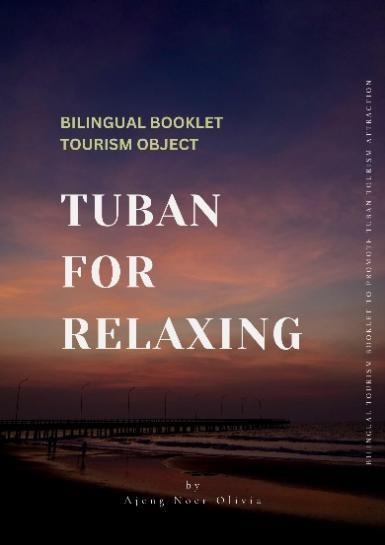 BILINGUAL BOOKLET
TOURISM OBJECT
TUBAN
FOR
RELAXING
by
Ajeng Noer Olivia
BILINGUAL TOURISM BOOKLET TO PROMOTE TUBAN TOURISM ATTRACTION